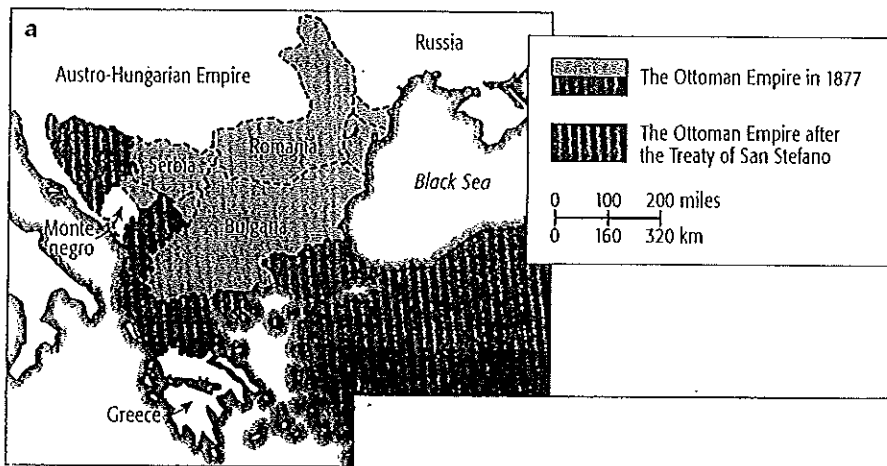 a
Russia
Austro-Hungarian Empire
The Ottoman Empire in 1877
Romania
Serbia
The Ottoman Empire after
the Treaty of San Stefano
Black Sea
0 100 200 miles
0 160 320 km
Monte-
negro
Bulgaria
Greece